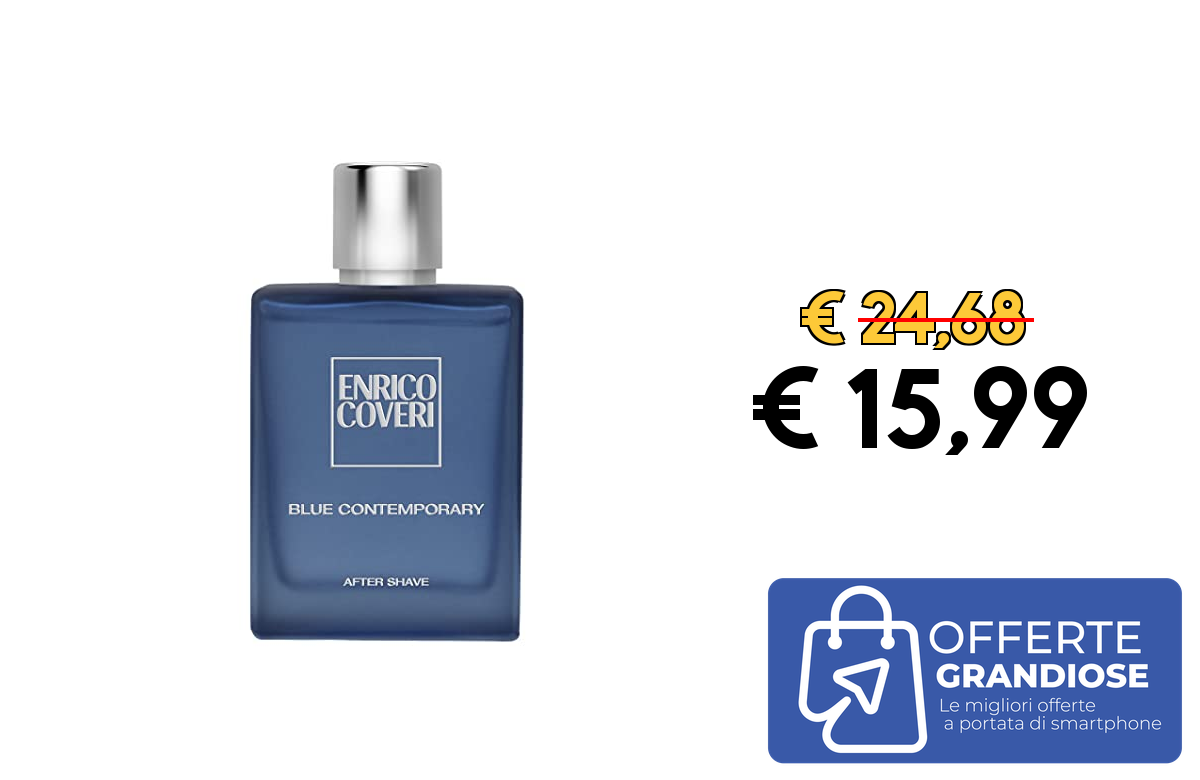 ENRICO
COVERI
BLUE CONTEMPORARY
AFTER SHAVE
€ 24,68
€ 15,99
OFFERTE
GRANDIOSE
Le migliori offerte
a portata di smartphone